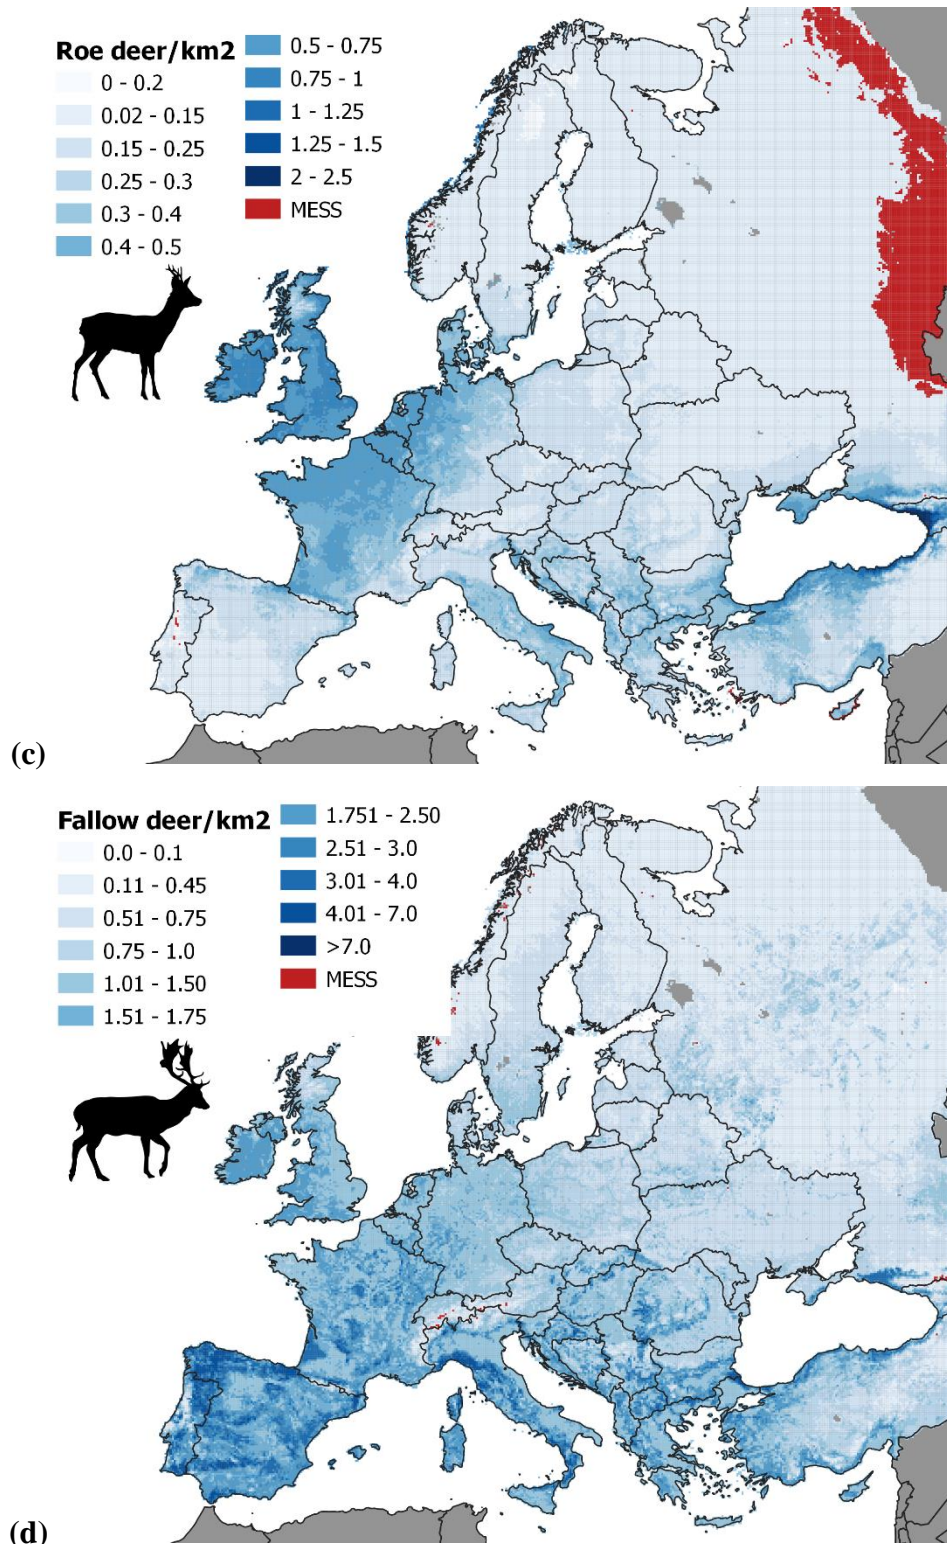 Roe deer/km2
0 - 0.2
0.02 - 0.15
0.15 - 0.25
0.25 - 0.3
0.3 - 0.4
0.4 - 0.5
0.5 - 0.75
0.75 - 1
1 - 1.25
1.25 - 1.5
2 - 2.5
MESS
(c)
Fallow deer/km2
0.0 - 0.1
0.11 - 0.45
0.51 - 0.75
0.75 - 1.0
1.01 - 1.50
1.51 - 1.75
1.751 - 2.50
2.51 - 3.0
3.01 - 4.0
4.01 - 7.0
>7.0
MESS
(d)